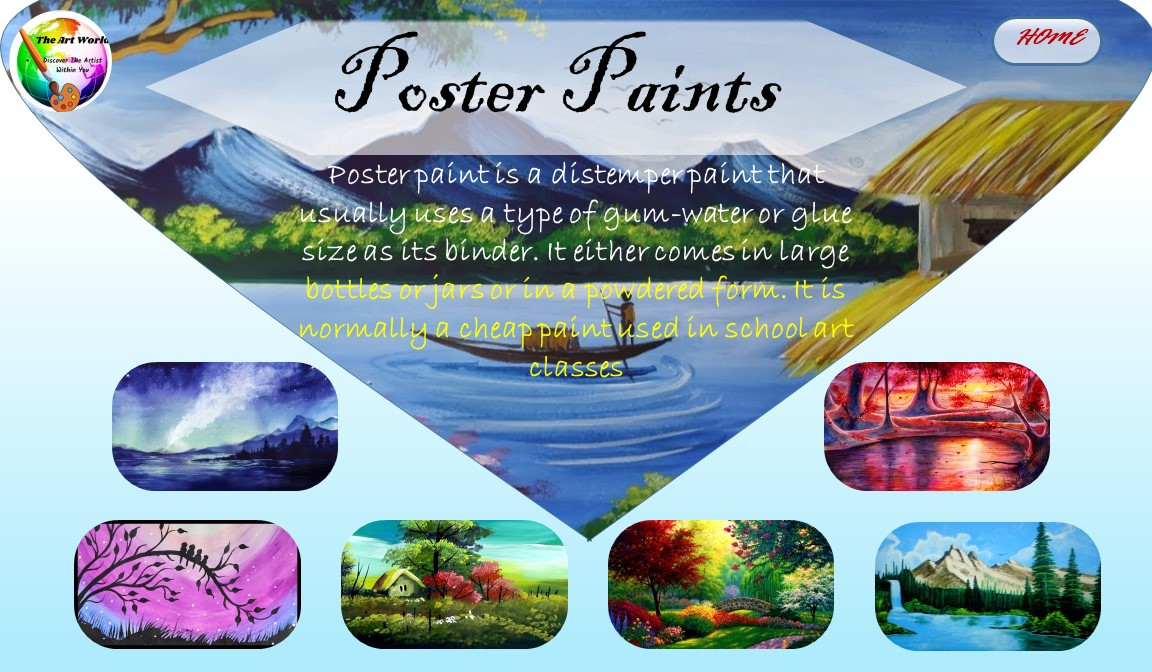 The Art World
Discover The Artist
Within You
HOME
Poster Paints
Poster paint is a distemper paint that
usually uses a type of gum-water or glue
size as its binder. It either comes in large
bottles or jars or in a powdered form. It is
normally a cheap paint used in school art
classes